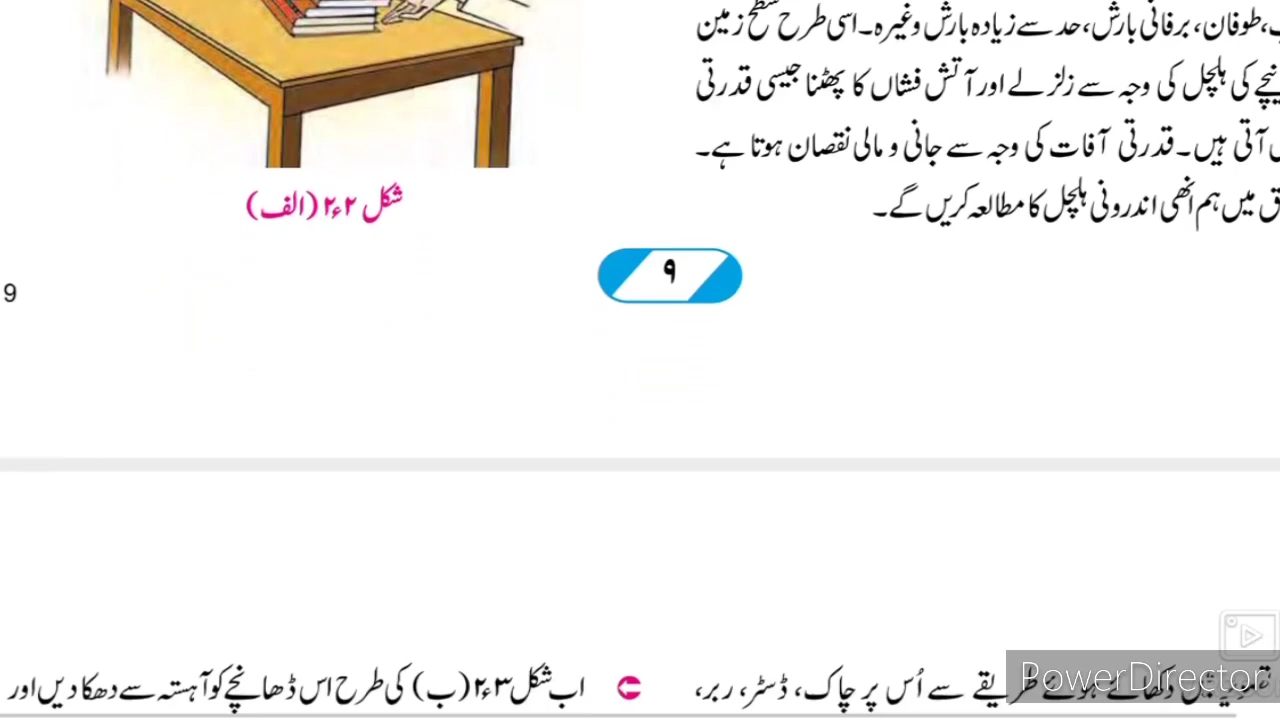 طوفان، برفانی بارش، حد سے زیادہ بارش وغیرہ۔ اسی طرح سطح زمین
کی ہلچل کی وجہ سے زلزلے اور آتش فشاں کا پھٹنا جیسی قدرتی
آتی ہیں۔ قدرتی آفات کی وجہ سے جانی و مالی نقصان ہوتا ہے۔
میں ہم انھی اندرونی ہلچل کا مطالعہ کریں گے۔
شکل ۲ء۲ (الف)
۹
9
طریقے سے اُس پر چاک، ڈسٹر، ربر،
اب شکل ۳ء۲ (ب) کی طرح اس ڈھانچے کو آہستہ سے دھکا دیں اور
PowerDirector